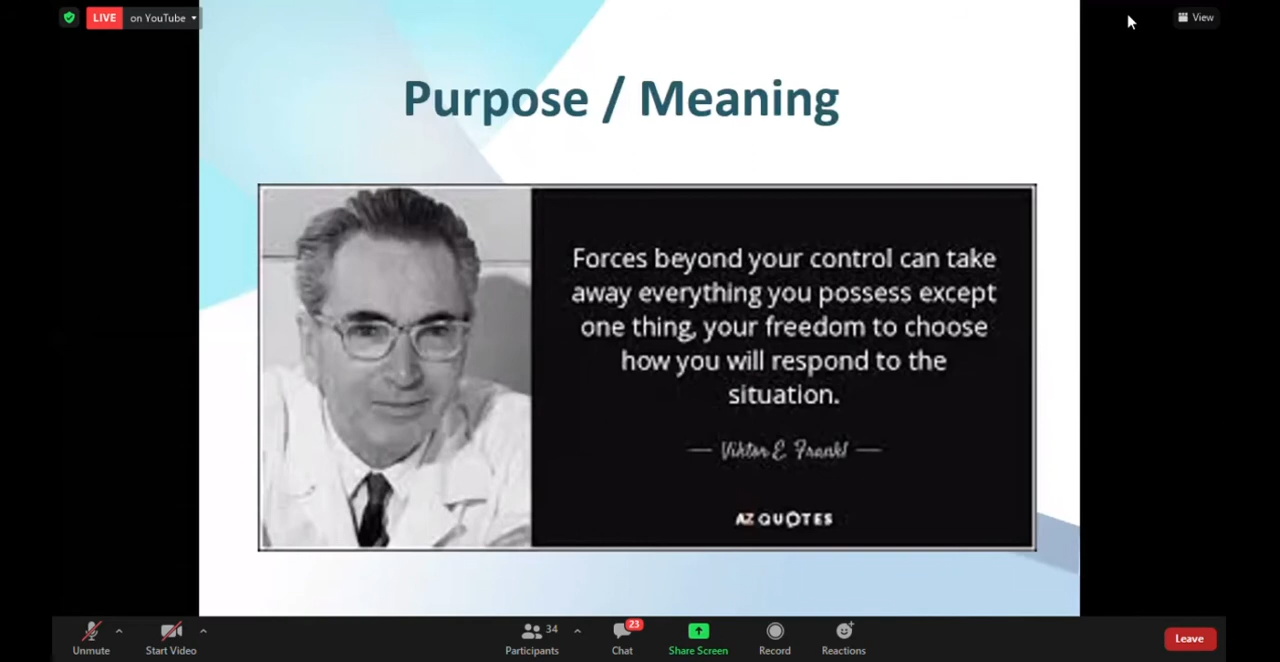 LIVE on YouTube
View
Purpose / Meaning
Forces beyond your control can take
away everything you possess except
one thing, your freedom to choose
how you will respond to the
situation.
— Viktor E. Frankl —
AZ QUOTES
34
23
Unmute
Start Video
Participants
Chat
Share Screen
Record
Reactions
Leave